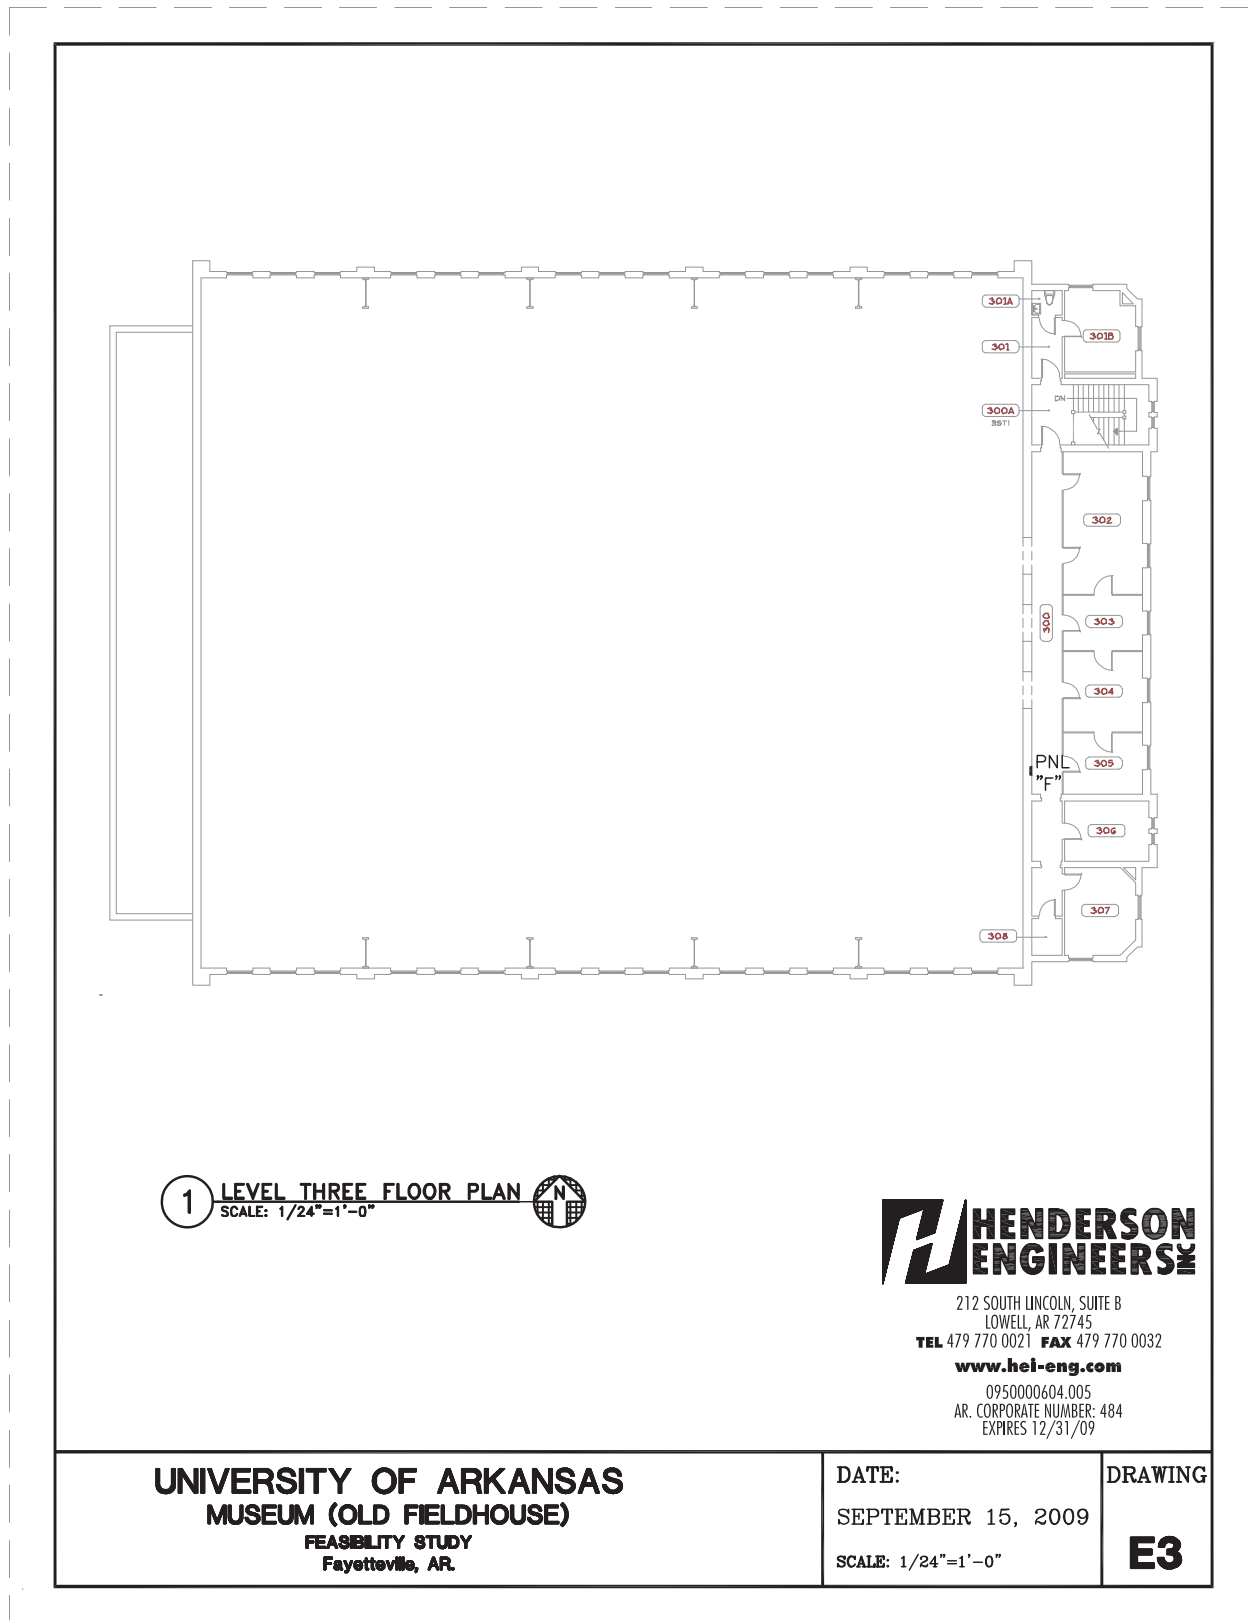 301A
301B
301
DN
300A
3ST1
302
300
303
304
PNL
"F"
305
306
307
308
1
LEVEL THREE FLOOR PLAN
SCALE: 1/24"=1'-0"
N
H
HENDERSON
ENGINEERS INC
212 SOUTH LINCOLN, SUITE B
LOWELL, AR 72745
TEL 479 770 0021 FAX 479 770 0032
www.hei-eng.com
0950000604.005
AR. CORPORATE NUMBER: 484
EXPIRES 12/31/09
UNIVERSITY OF ARKANSAS
MUSEUM (OLD FIELDHOUSE)
FEASIBILITY STUDY
Fayetteville, AR.
DATE:
SEPTEMBER 15, 2009
SCALE: 1/24"=1'-0"
DRAWING
E3